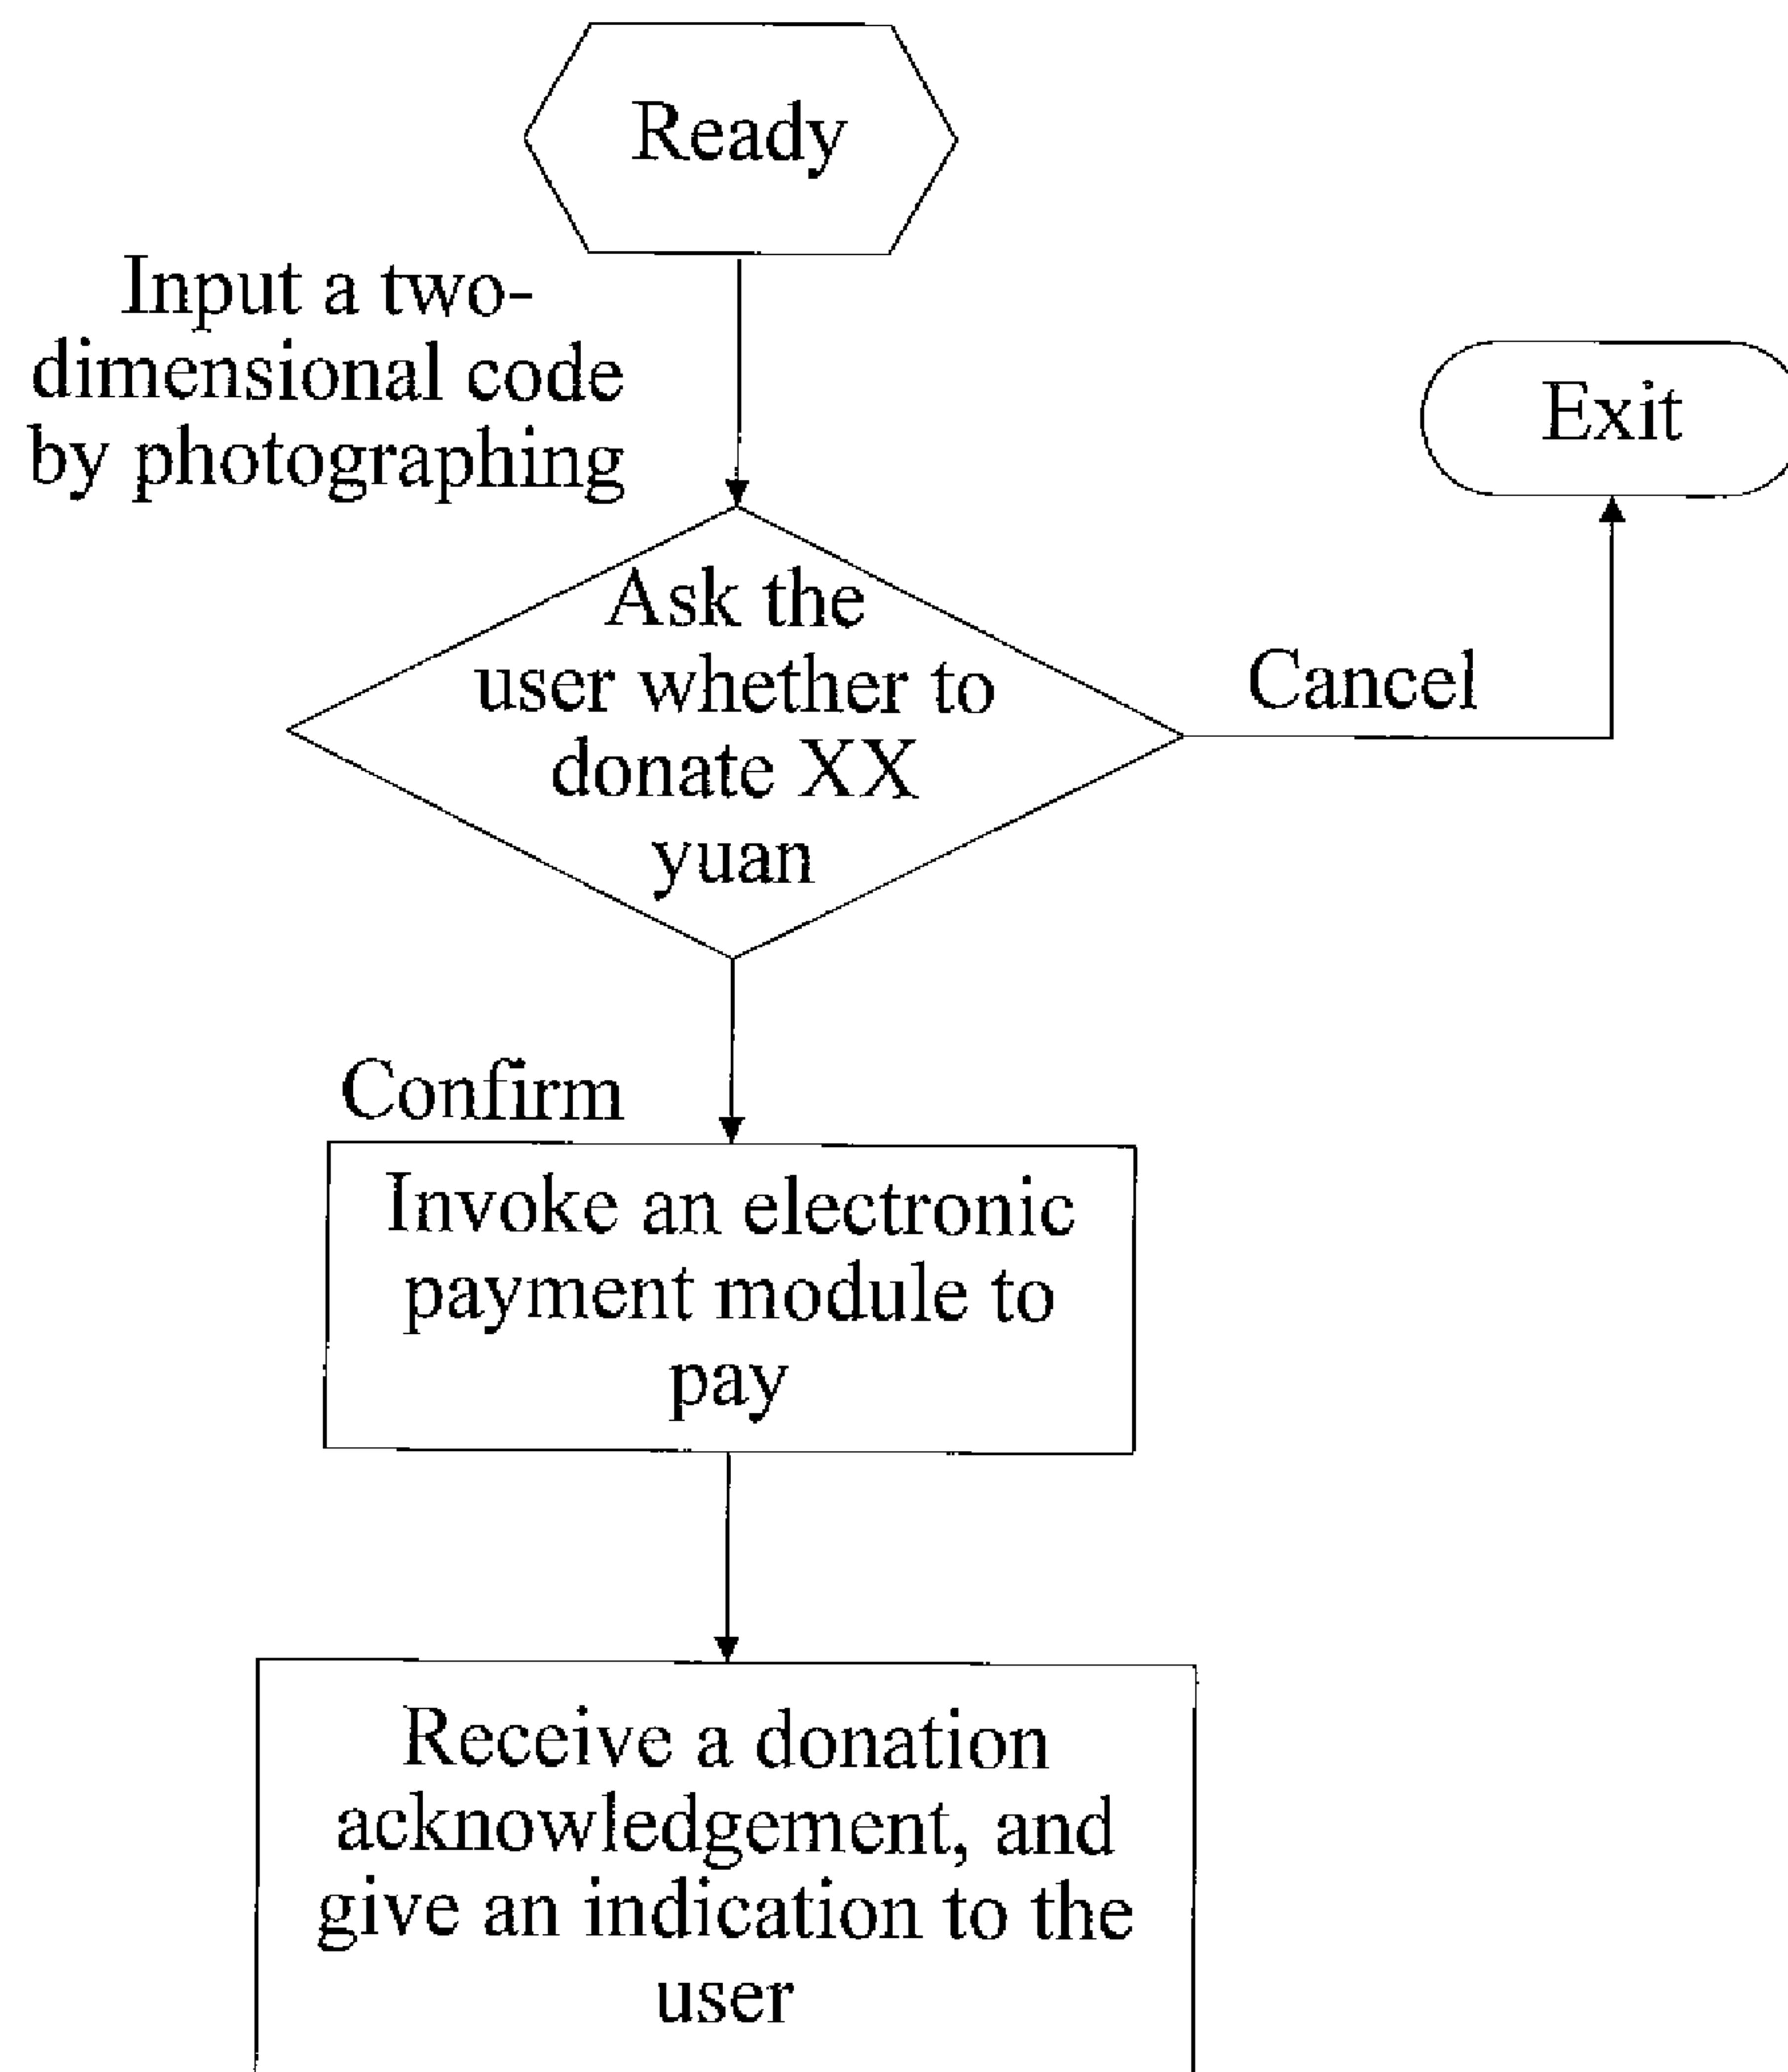 Ready
Input a two-
dimensional code
by photographing
Exit
Ask the
user whether to
donate XX
yuan
Cancel
Confirm
Invoke an electronic
payment module to
pay
Receive a donation
acknowledgement, and
give an indication to the
user